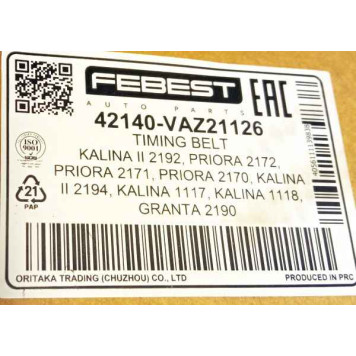 FEBEST
AUTO PARTS
EAC
42140-VAZ21126
TIMING BELT
KALINA II 2192, PRIORA 2172,
PRIORA 2171, PRIORA 2170, KALINA
II 2194, KALINA 1117, KALINA 1118,
GRANTA 2190
ISO
9001
21
PAP
ORITAKA TRADING (CHUZHOU) CO., LTD
PRODUCED IN PRC